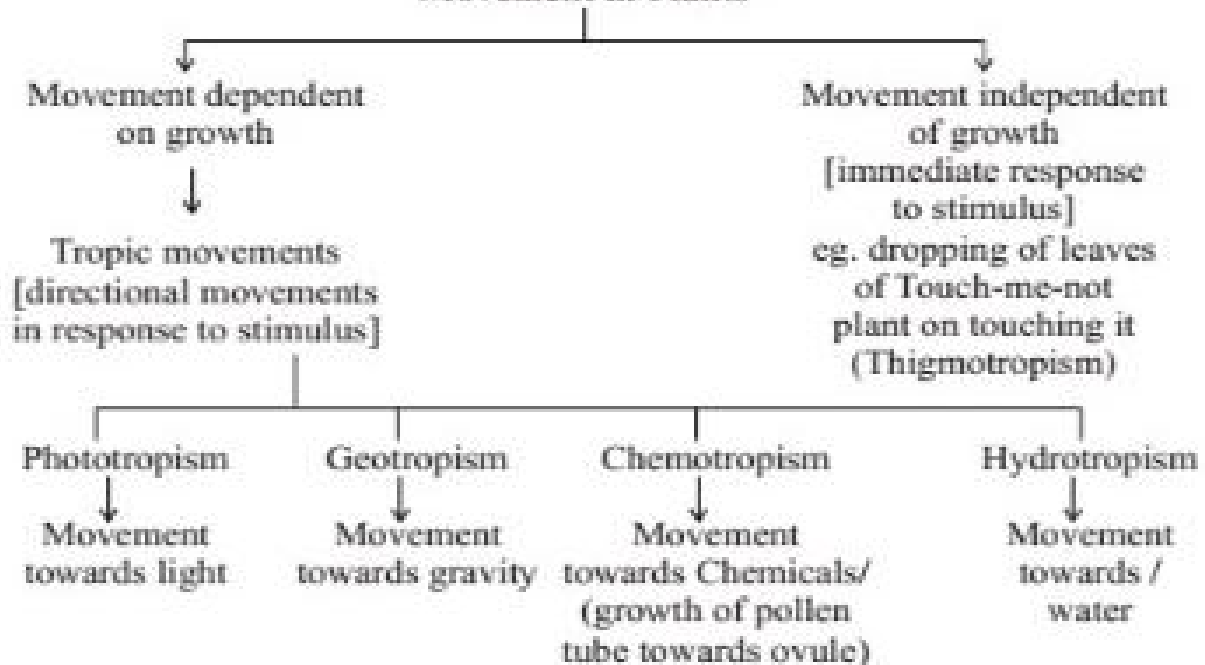 Movement dependent
on growth
Tropic movements
[directional movements
in response to stimulus]
Movement independent
of growth
[immediate response
to stimulus]
eg. dropping of leaves
of Touch-me-not
plant on touching it
(Thigmotropism)
Phototropism
Movement
towards light
Geotropism
Movement
towards gravity
Chemotropism
Movement
towards Chemicals/
(growth of pollen
tube towards ovule)
Hydrotropism
Movement
towards /
water